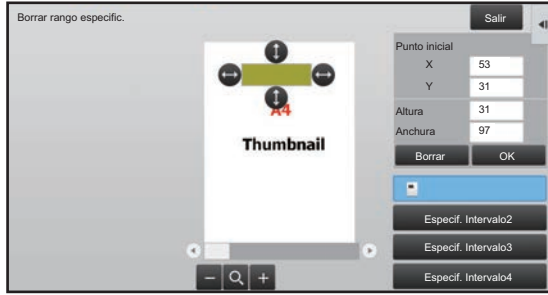 Borrar rango especific.
Salir
Punto inicial
X 53
Y 31
Altura 31
Anchura 97
Borrar OK
A4
Thumbnail
Especif. Intervalo2
Especif. Intervalo3
Especif. Intervalo4